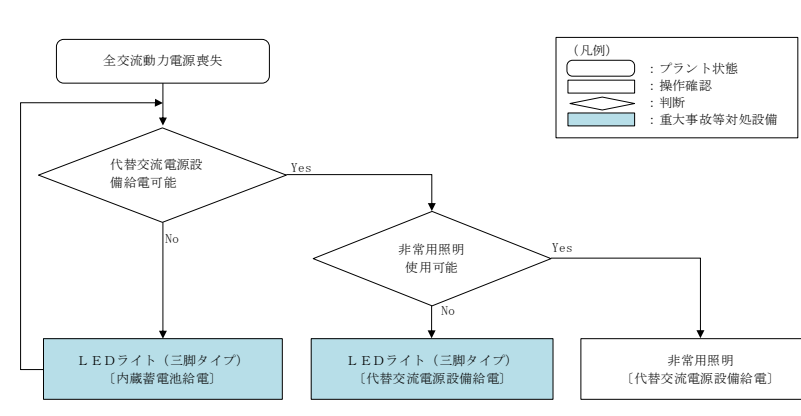 全交流動力電源喪失
（凡例）
：プラント状態
：操作確認
：判断
：重大事故等対処設備
代替交流電源設
備給電可能
Yes
No
非常用照明
使用可能
Yes
No
ＬＥＤライト（三脚タイプ）
〔内蔵蓄電池給電〕
ＬＥＤライト（三脚タイプ）
〔代替交流電源設備給電〕
非常用照明
〔代替交流電源設備給電〕